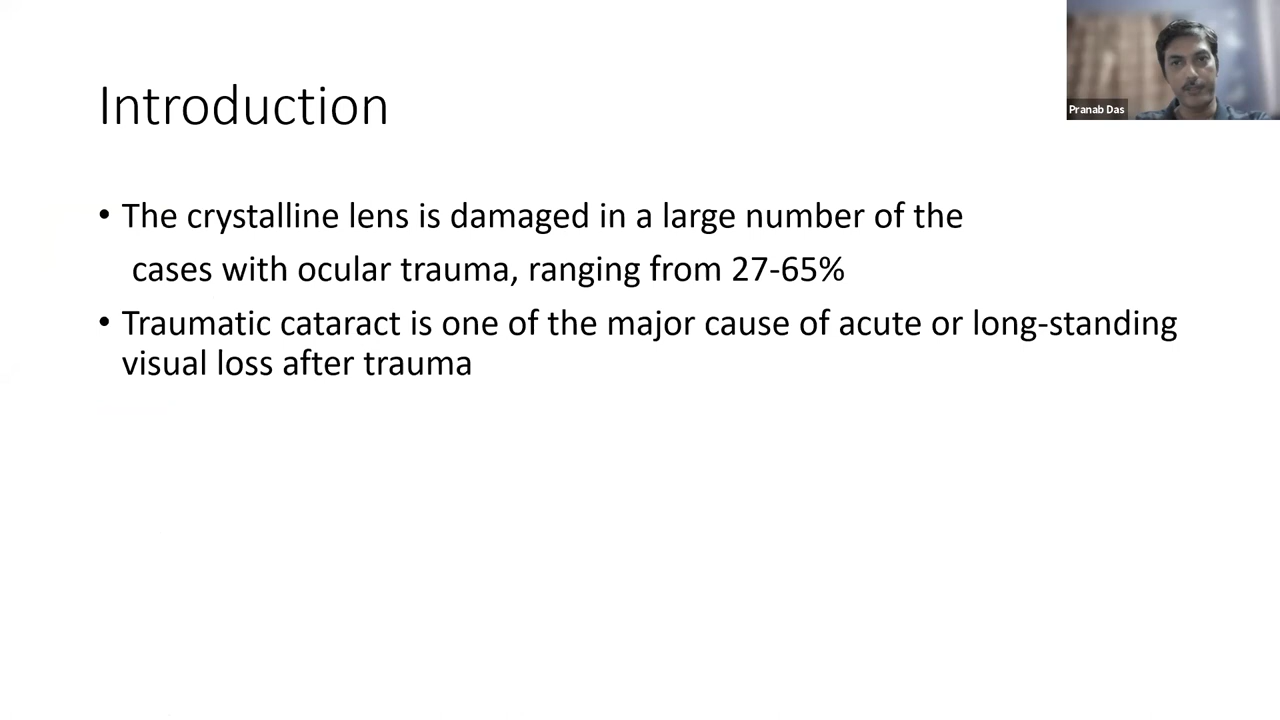 Introduction
Pranab Das
• The crystalline lens is damaged in a large number of the
cases with ocular trauma, ranging from 27-65%
• Traumatic cataract is one of the major cause of acute or long-standing
visual loss after trauma